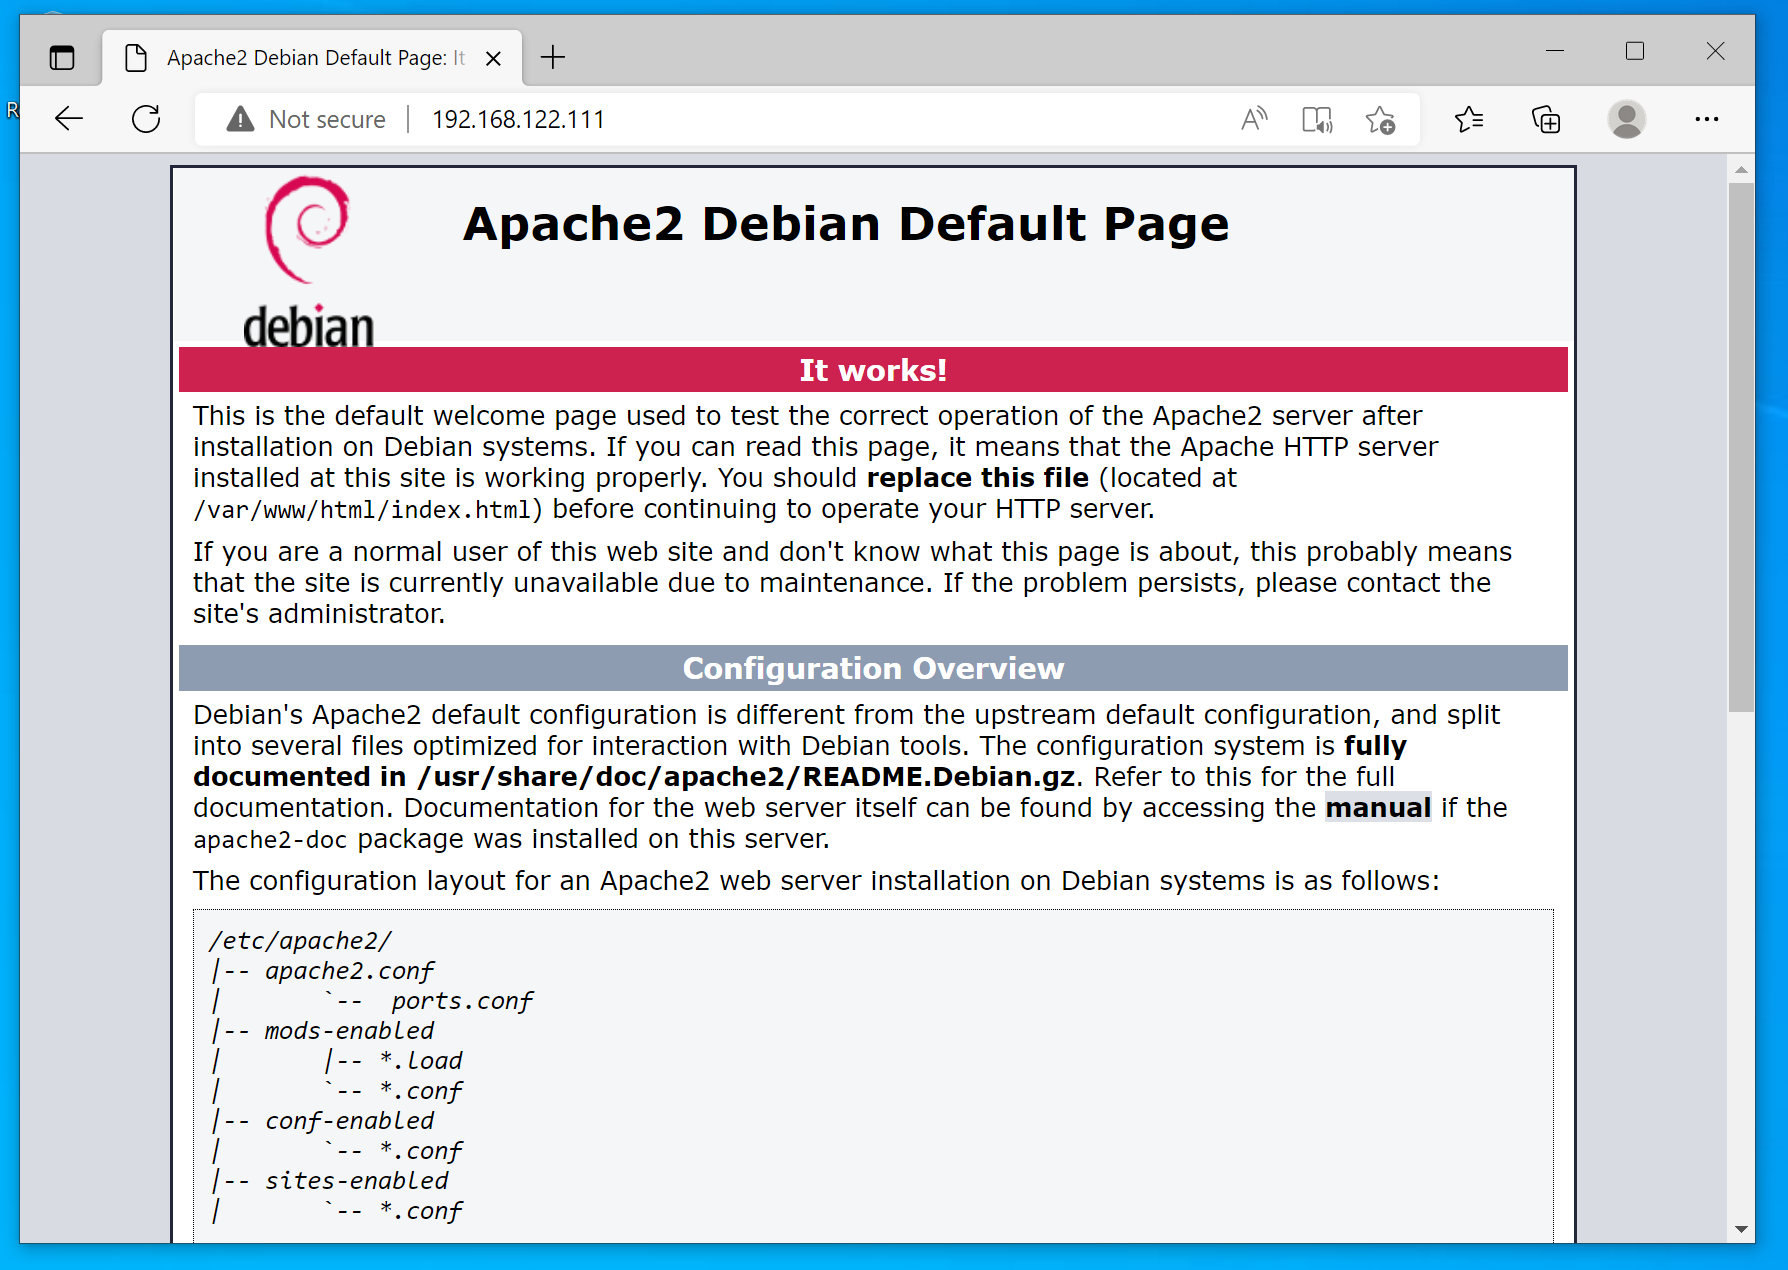 Apache2 Debian Default Page: It
R
Not secure
192.168.122.111
debian
Apache2 Debian Default Page
It works!
This is the default welcome page used to test the correct operation of the Apache2 server after
installation on Debian systems. If you can read this page, it means that the Apache HTTP server
installed at this site is working properly. You should replace this file (located at
/var/www/html/index.html) before continuing to operate your HTTP server.
If you are a normal user of this web site and don't know what this page is about, this probably means
that the site is currently unavailable due to maintenance. If the problem persists, please contact the
site's administrator.
Configuration Overview
Debian's Apache2 default configuration is different from the upstream default configuration, and split
into several files optimized for interaction with Debian tools. The configuration system is fully
documented in /usr/share/doc/apache2/README.Debian.gz. Refer to this for the full
documentation. Documentation for the web server itself can be found by accessing the manual if the
apache2-doc package was installed on this server.
The configuration layout for an Apache2 web server installation on Debian systems is as follows:
/etc/apache2/
|-- apache2.conf
|       `--  ports.conf
|-- mods-enabled
|       |-- *.load
|       `-- *.conf
|-- conf-enabled
|       `-- *.conf
|-- sites-enabled
|       `-- *.conf